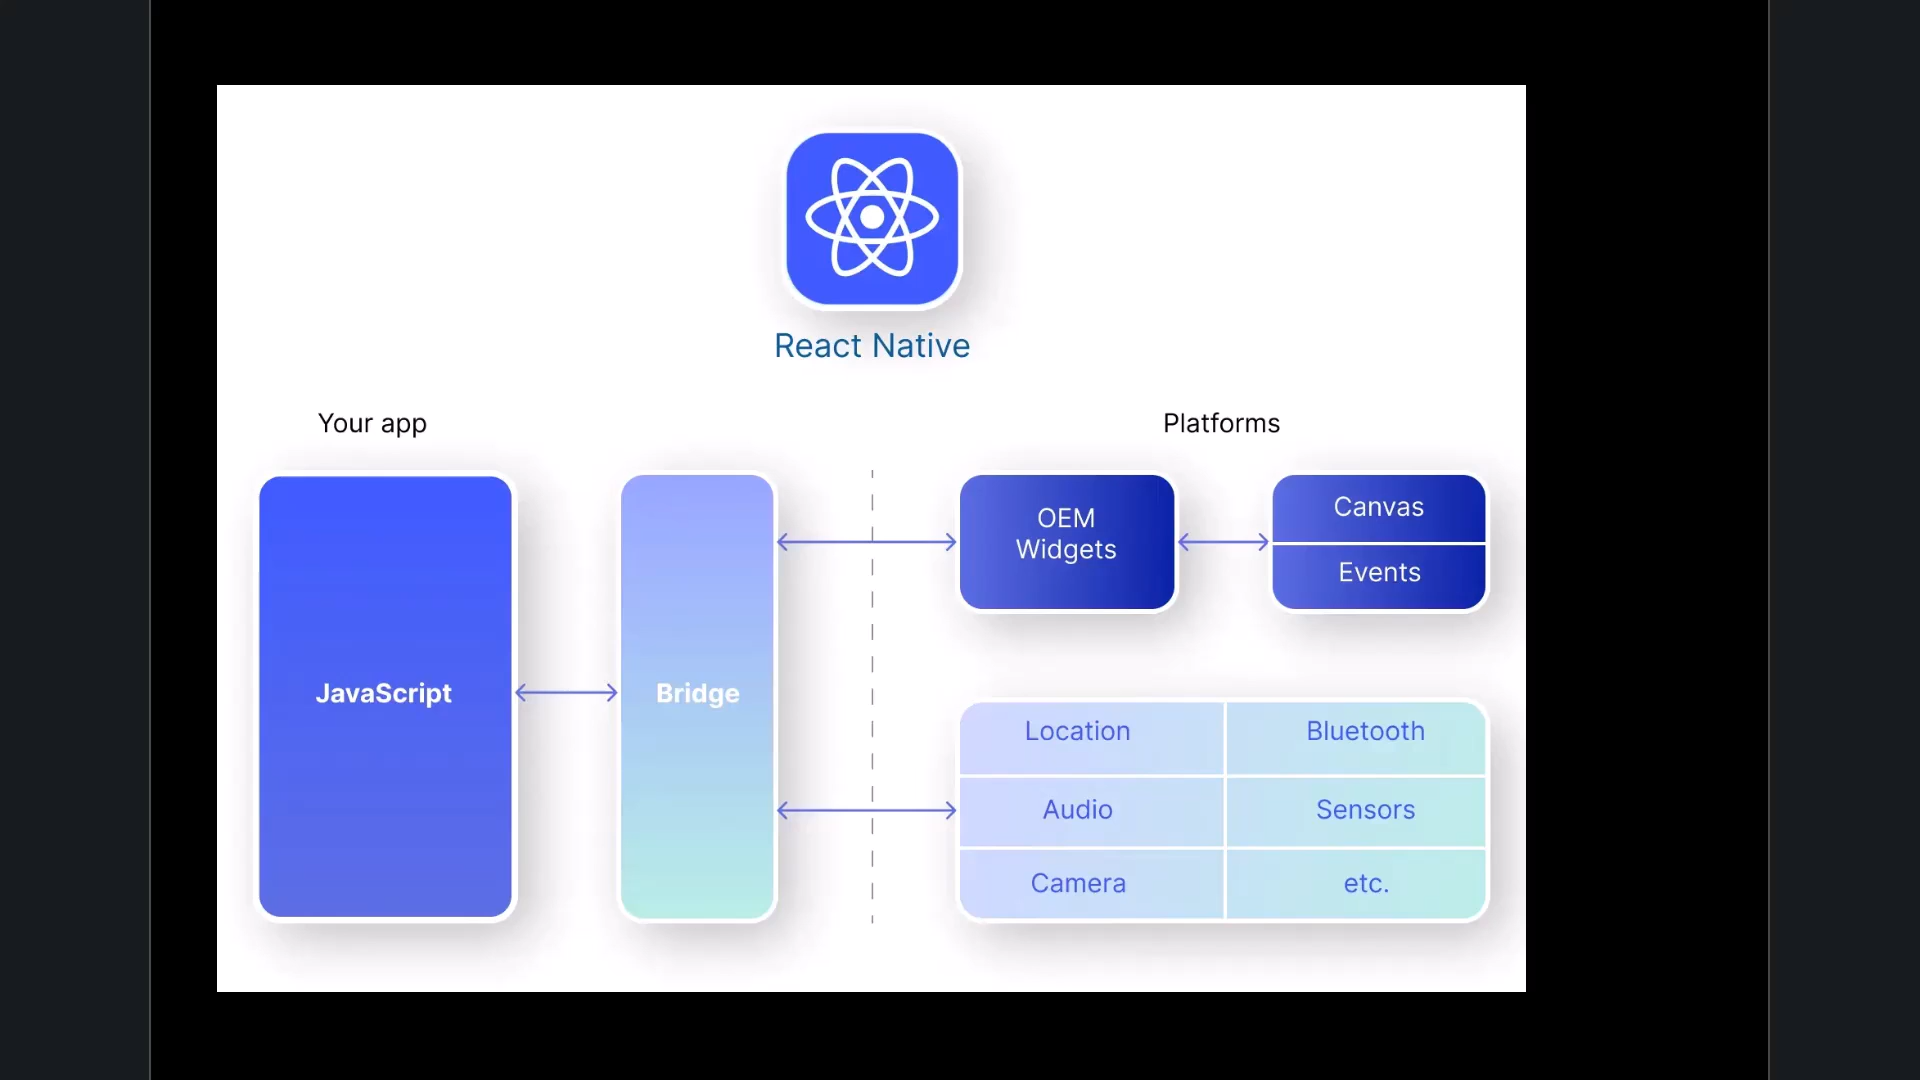 React Native
Your app
Platforms
JavaScript
Bridge
OEM
Widgets
Canvas
Events
Location
Bluetooth
Audio
Sensors
Camera
etc.